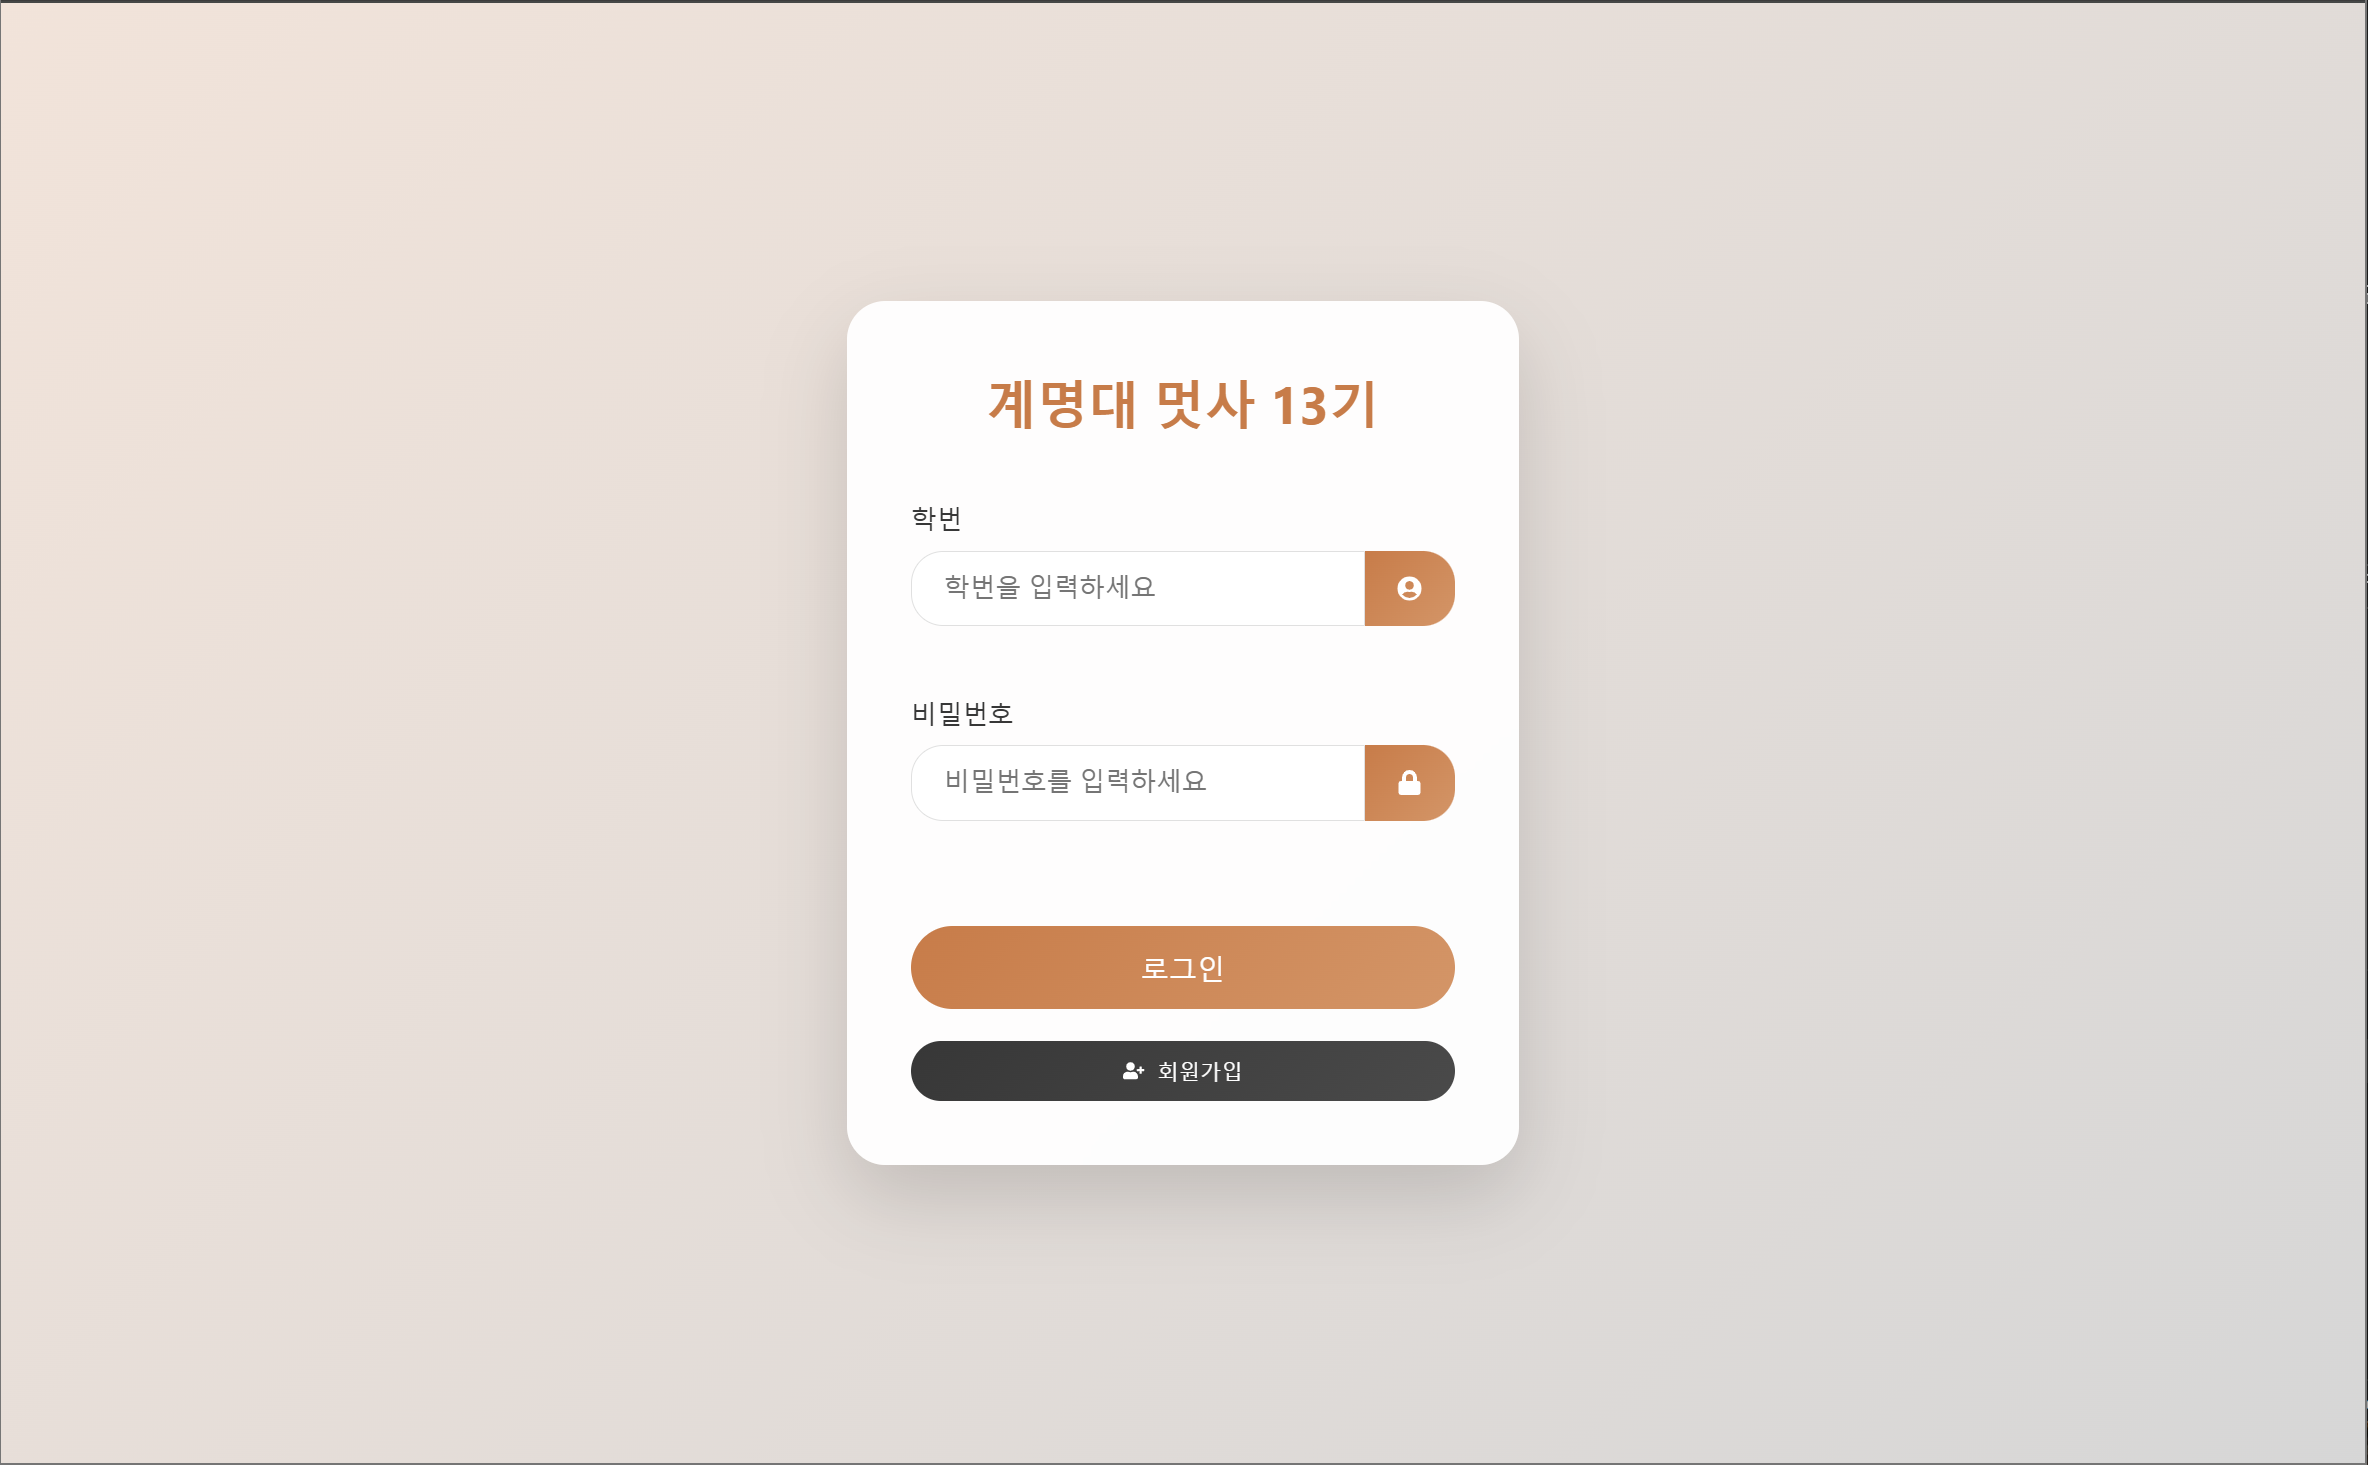 계명대 멋사 13기
학번
학번을 입력하세요
비밀번호
비밀번호를 입력하세요
로그인
회원가입